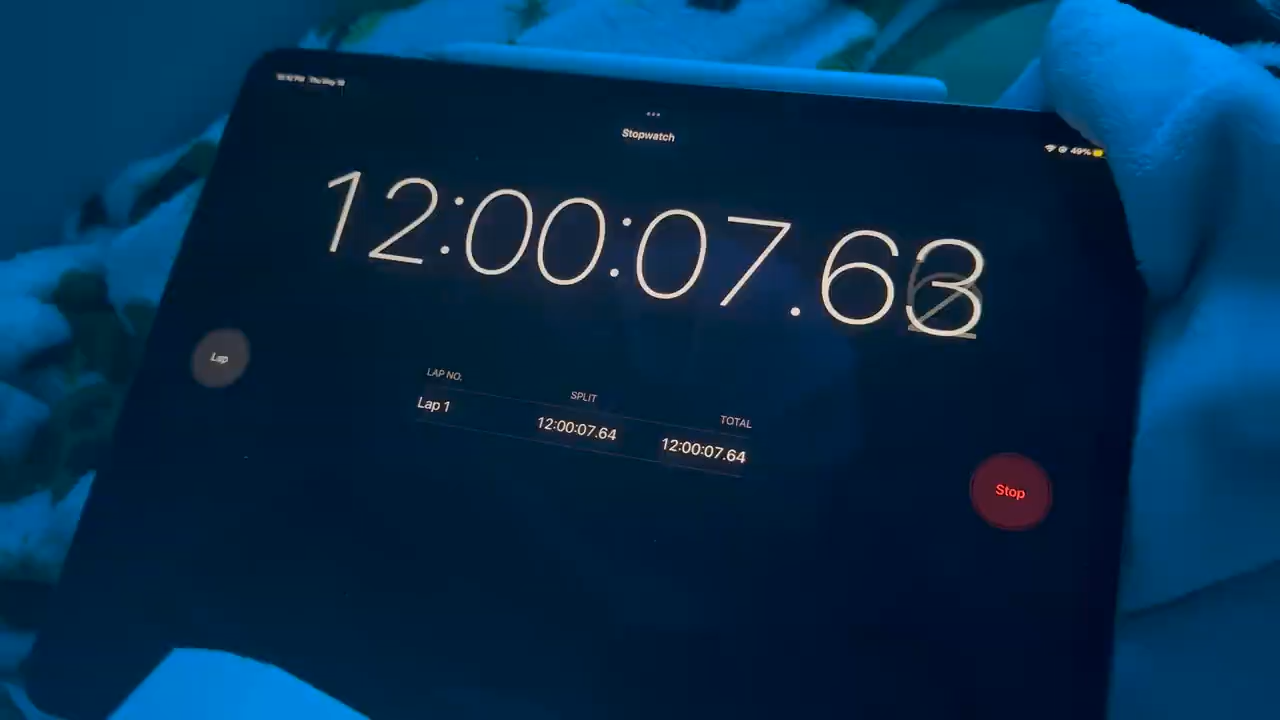 Stopwatch
49%
12:00:07.63
Lap
LAP NO. SPLIT TOTAL
Lap 1 12:00:07.64 12:00:07.64
Stop